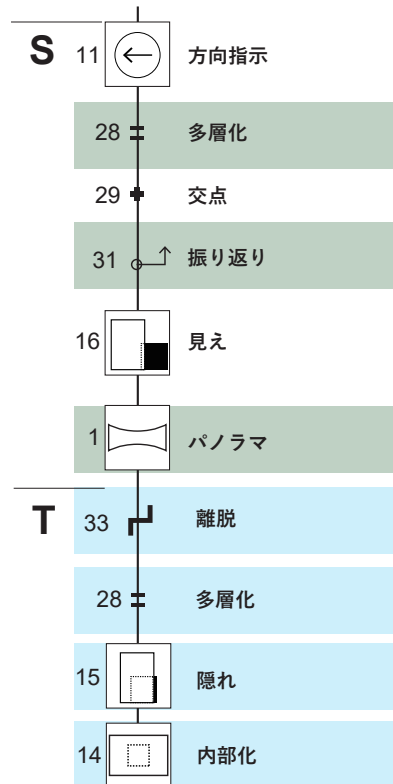 S 11 方向指示
28 多層化
29 交点
31 振り返り
16 見え
1 パノラマ
T 33 離脱
28 多層化
15 隠れ
14 内部化